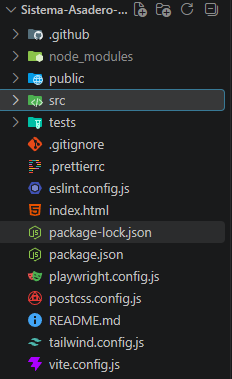 Sistema-Asadero-...
.github
node_modules
public
src
tests
.gitignore
.prettierrc
eslint.config.js
index.html
package-lock.json
package.json
playwright.config.js
postcss.config.js
README.md
tailwind.config.js
vite.config.js